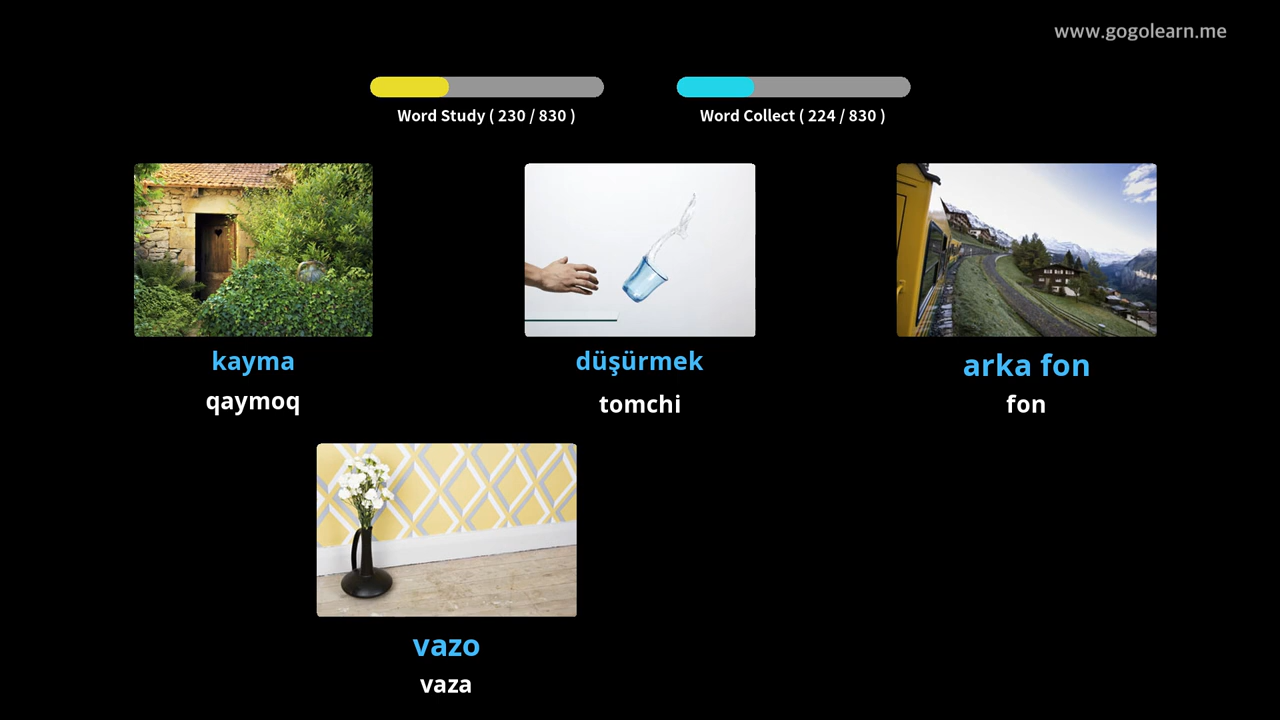 www.gogolearn.me
Word Study ( 230 / 830 )
Word Collect ( 224 / 830 )
kayma
qaymoq
düşürmek
tomchi
arka fon
fon
vazo
vaza